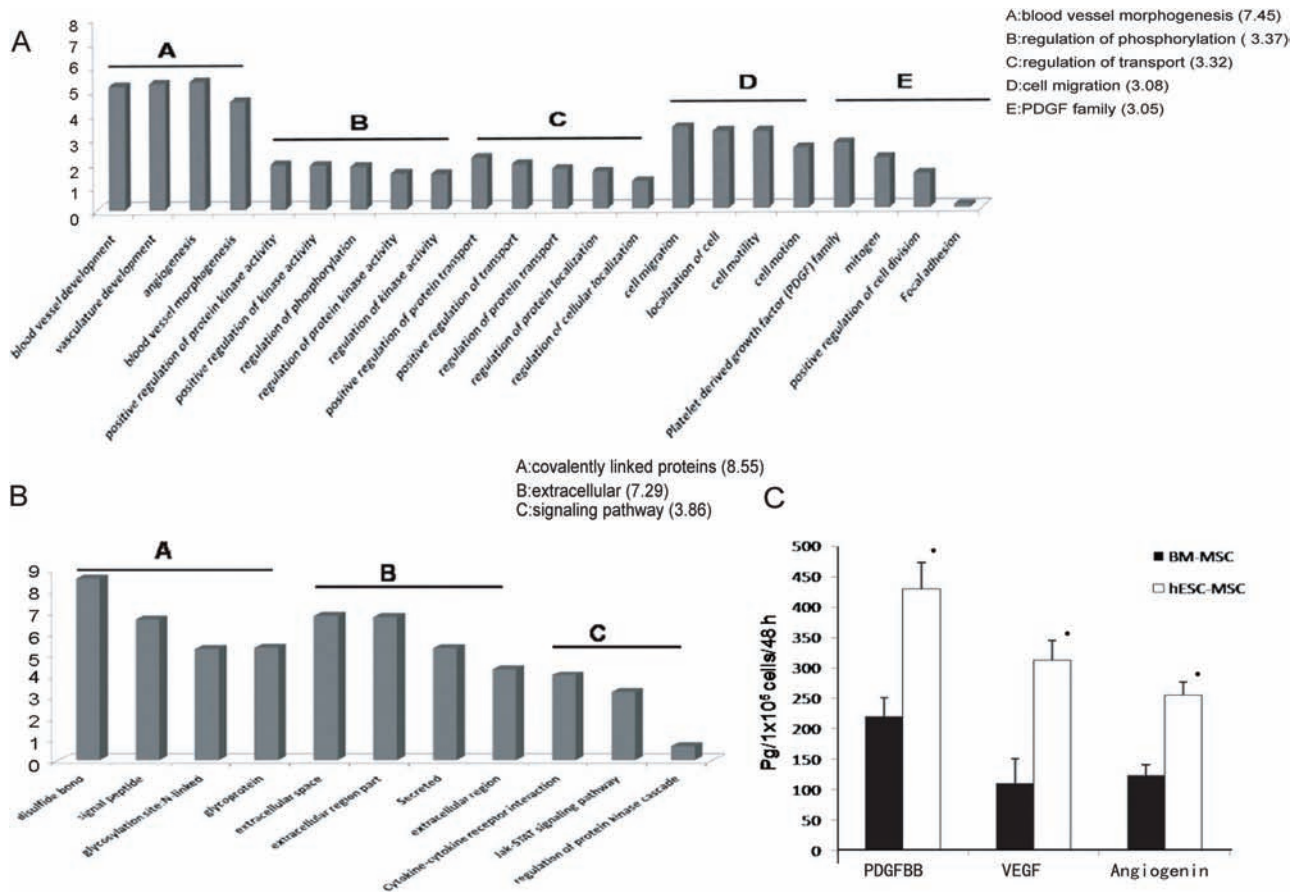 A
8
7
6
5
4
3
2
1
0
A
B
C
D
E
A:blood vessel morphogenesis (7.45)
B:regulation of phosphorylation ( 3.37)
C:regulation of transport (3.32)
D:cell migration (3.08)
E:PDGF family (3.05)
blood vessel development
vasculature development
angiogenesis
blood vessel morphogenesis
positive regulation of protein kinase activity
positive regulation of kinase activity
regulation of phosphorylation
regulation of protein kinase activity
regulation of kinase activity
positive regulation of protein transport
positive regulation of transport
regulation of protein transport
regulation of protein localization
regulation of cellular localization
cell migration
localization of cell
cell motility
cell motion
Platelet-derived growth factor (PDGF) family
mitogen
positive regulation of cell division
Focal adhesion
B
A:covalently linked proteins (8.55)
B:extracellular (7.29)
C:signaling pathway (3.86)
9
8
7
6
5
4
3
2
1
0
A
B
C
disulfide bond
signal peptide
glycosylation site:N linked
glycoprotein
extracellular space
extracellular region part
Secreted
extracellular region
Cytokine-cytokine receptor interaction
Jak-STAT signaling pathway
regulation of protein kinase cascade
C
Pg/1x10⁶ cells/48 h
500
450
400
350
300
250
200
150
100
50
0
BM-MSC
hESC-MSC
PDGFBB
VEGF
Angiogenin